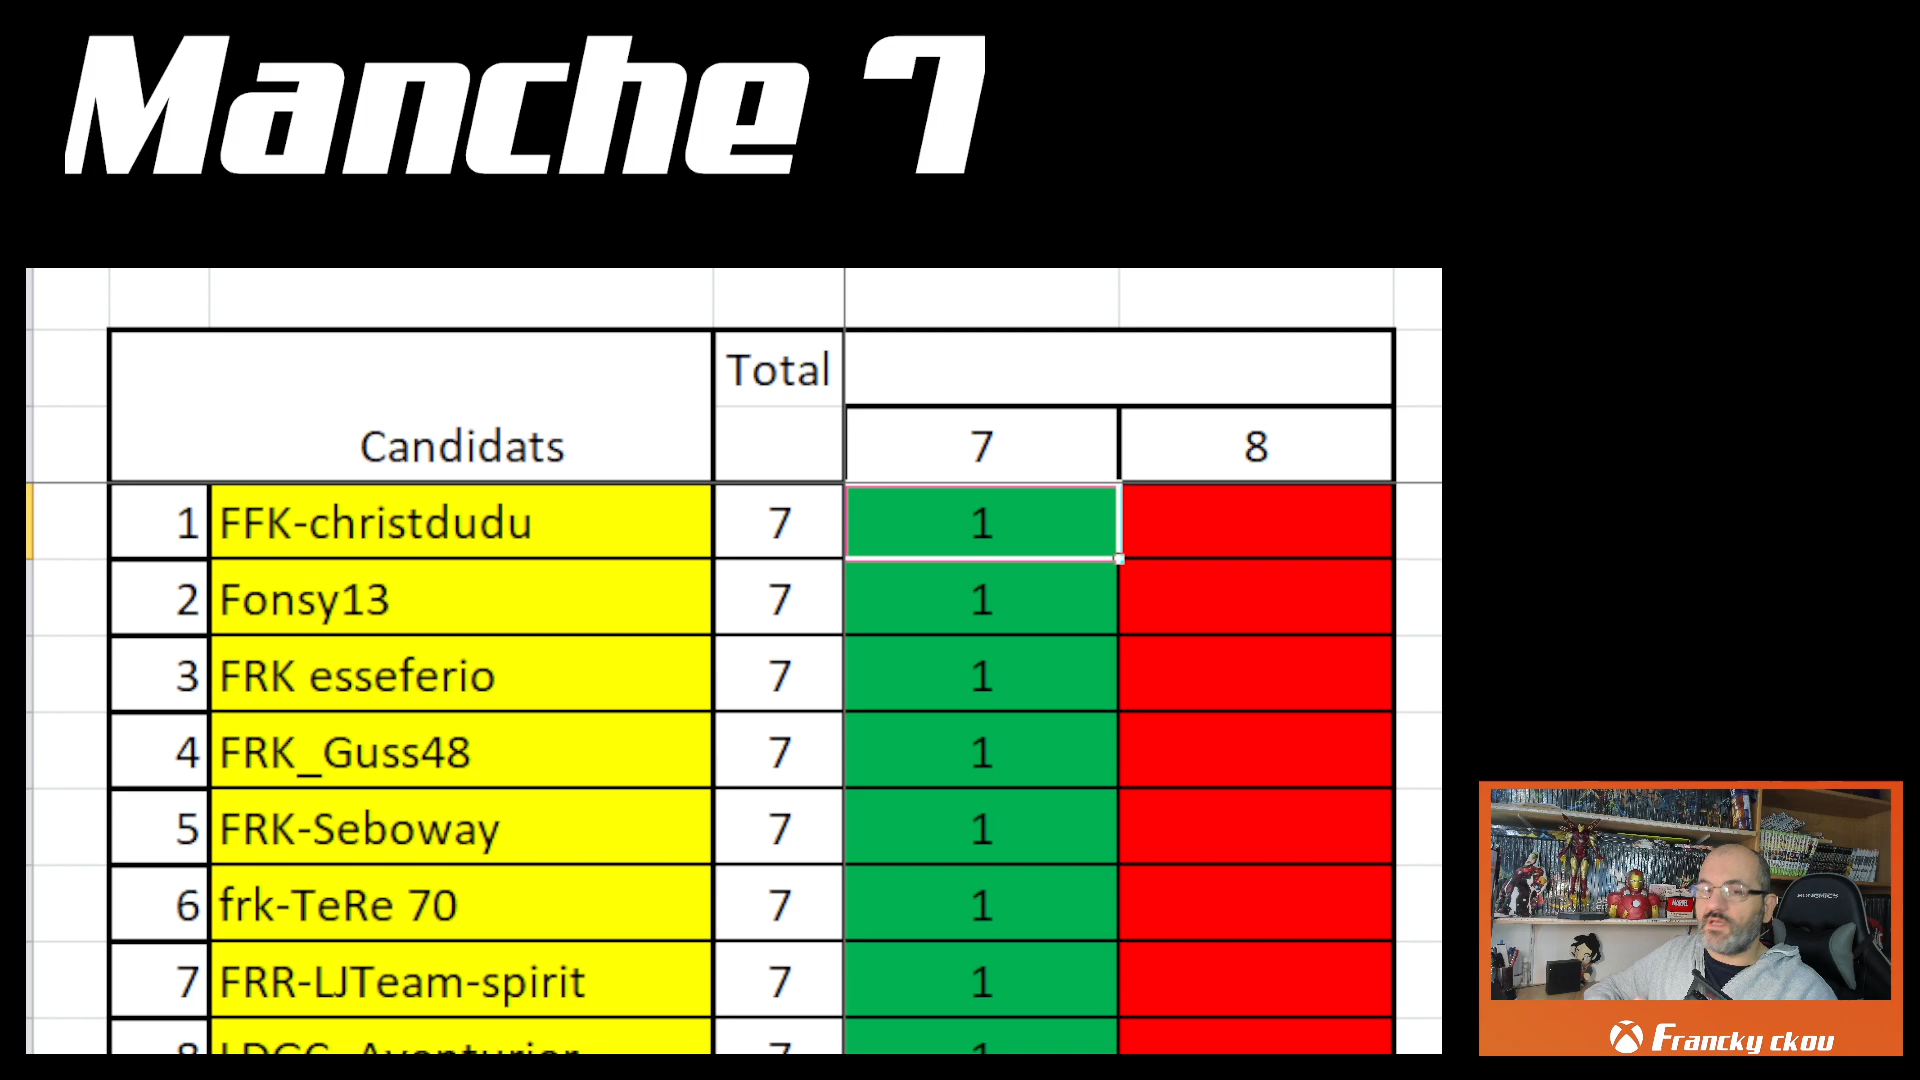 Manche 7
Total
Candidats 7 8
1 FFK-christdudu 7 1
2 Fonsy13 7 1
3 FRK esseferio 7 1
4 FRK_Guss48 7 1
5 FRK-Seboway 7 1
6 frk-TeRe 70 7 1
7 FRR-LJTeam-spirit 7 1
Francky ckou